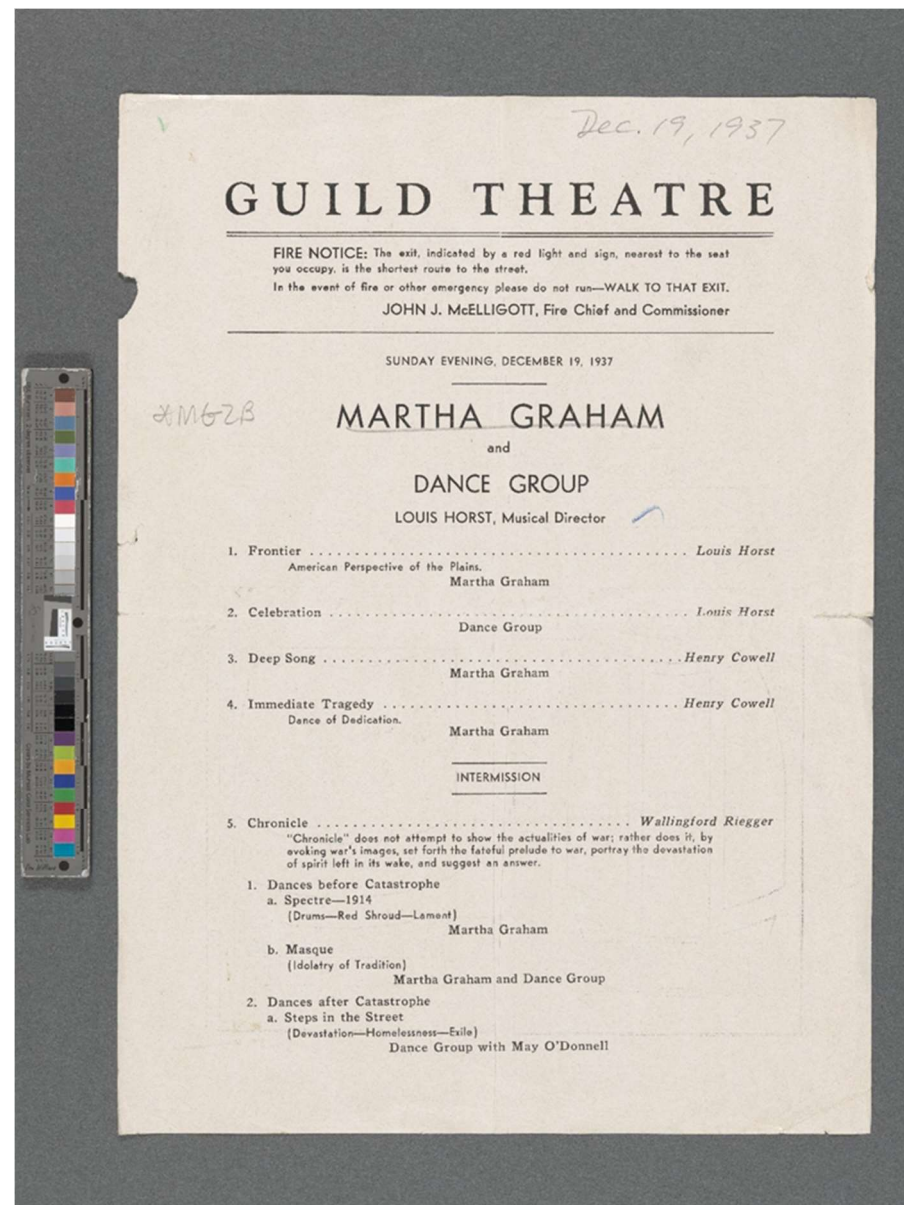 Dec. 19, 1937
GUILD THEATRE
FIRE NOTICE: The exit, indicated by a red light and sign, nearest to the seat
you occupy, is the shortest route to the street.
In the event of fire or other emergency please do not run—WALK TO THAT EXIT.
JOHN J. McELLIGOTT, Fire Chief and Commissioner
SUNDAY EVENING, DECEMBER 19, 1937
*MGZB
MARTHA GRAHAM
and
DANCE GROUP
LOUIS HORST, Musical Director
1. Frontier ........................................ Louis Horst
American Perspective of the Plains.
Martha Graham
2. Celebration ........................................ Louis Horst
Dance Group
3. Deep Song ........................................ Henry Cowell
Martha Graham
4. Immediate Tragedy ................................ Henry Cowell
Dance of Dedication.
Martha Graham
INTERMISSION
5. Chronicle ................................... Wallingford Riegger
"Chronicle" does not attempt to show the actualities of war; rather does it, by
evoking war's images, set forth the fateful prelude to war, portray the devastation
of spirit left in its wake, and suggest an answer.
1. Dances before Catastrophe
a. Spectre—1914
(Drums—Red Shroud—Lament)
Martha Graham
b. Masque
(Idolatry of Tradition)
Martha Graham and Dance Group
2. Dances after Catastrophe
a. Steps in the Street
(Devastation—Homelessness—Exile)
Dance Group with May O'Donnell